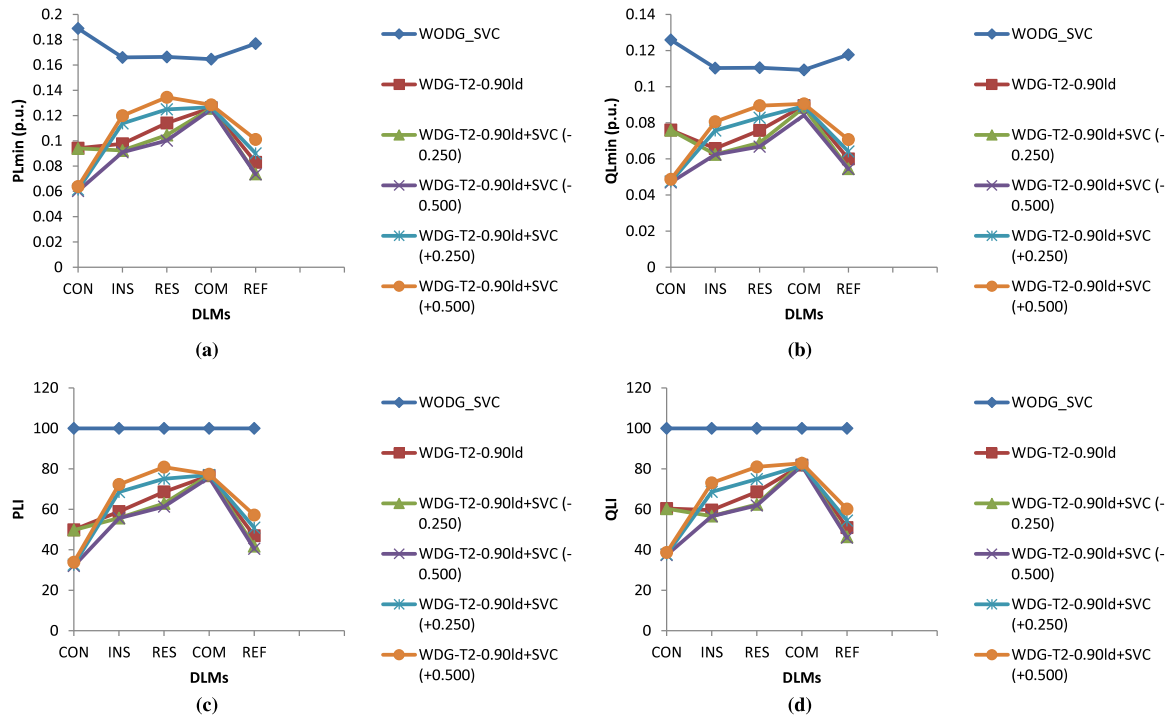 0.2
0.18
0.16
0.14
0.12
0.1
0.08
0.06
0.04
0.02
0
PLmin (p.u.)
CON INS RES COM REF
DLMs
WODG_SVC
WDG-T2-0.90ld
WDG-T2-0.90ld+SVC (-
0.250)
WDG-T2-0.90ld+SVC (-
0.500)
WDG-T2-0.90ld+SVC
(+0.250)
WDG-T2-0.90ld+SVC
(+0.500)
(a)
0.14
0.12
0.1
0.08
0.06
0.04
0.02
0
QLmin (p.u.)
CON INS RES COM REF
DLMs
WODG_SVC
WDG-T2-0.90ld
WDG-T2-0.90ld+SVC (-
0.250)
WDG-T2-0.90ld+SVC (-
0.500)
WDG-T2-0.90ld+SVC
(+0.250)
WDG-T2-0.90ld+SVC
(+0.500)
(b)
120
100
80
60
40
20
0
PLI
CON INS RES COM REF
DLMs
WODG_SVC
WDG-T2-0.90ld
WDG-T2-0.90ld+SVC (-
0.250)
WDG-T2-0.90ld+SVC (-
0.500)
WDG-T2-0.90ld+SVC
(+0.250)
WDG-T2-0.90ld+SVC
(+0.500)
(c)
120
100
80
60
40
20
0
QLI
CON INS RES COM REF
DLMs
WODG_SVC
WDG-T2-0.90ld
WDG-T2-0.90ld+SVC (-
0.250)
WDG-T2-0.90ld+SVC (-
0.500)
WDG-T2-0.90ld+SVC
(+0.250)
WDG-T2-0.90ld+SVC
(+0.500)
(d)